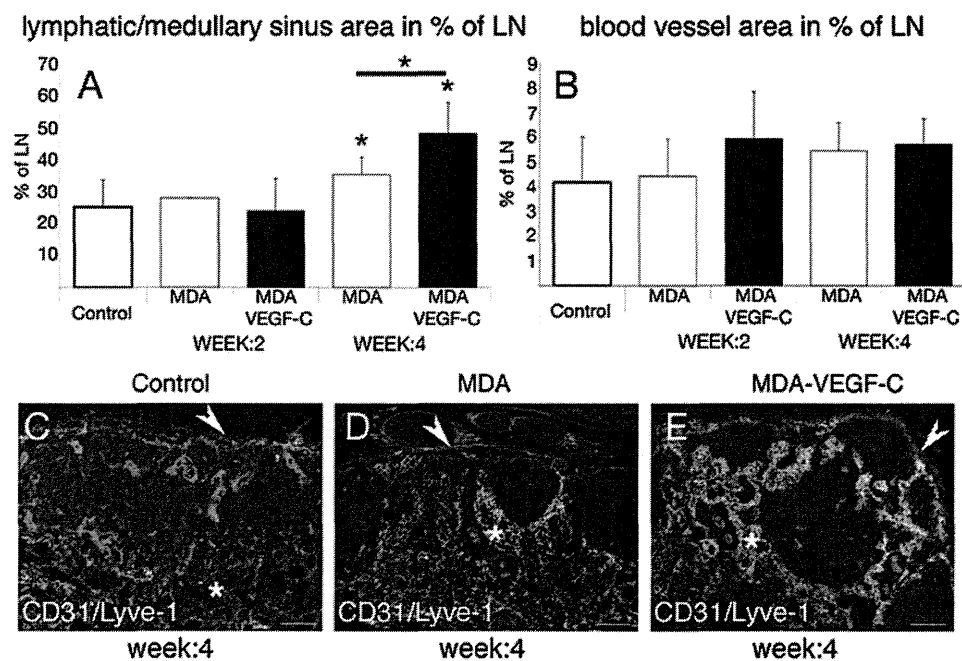 lymphatic/medullary sinus area in % of LN
blood vessel area in % of LN
A
% of LN
70
60
50
40
30
20
10
*
*
*
Control
MDA
MDA
VEGF-C
MDA
MDA
VEGF-C
WEEK:2
WEEK:4
B
% of LN
9
8
7
6
5
4
3
2
1
Control
MDA
MDA
VEGF-C
MDA
MDA
VEGF-C
WEEK:2
WEEK:4
Control
MDA
MDA-VEGF-C
C
*
CD31/Lyve-1
D
*
CD31/Lyve-1
E
*
CD31/Lyve-1
week:4
week:4
week:4